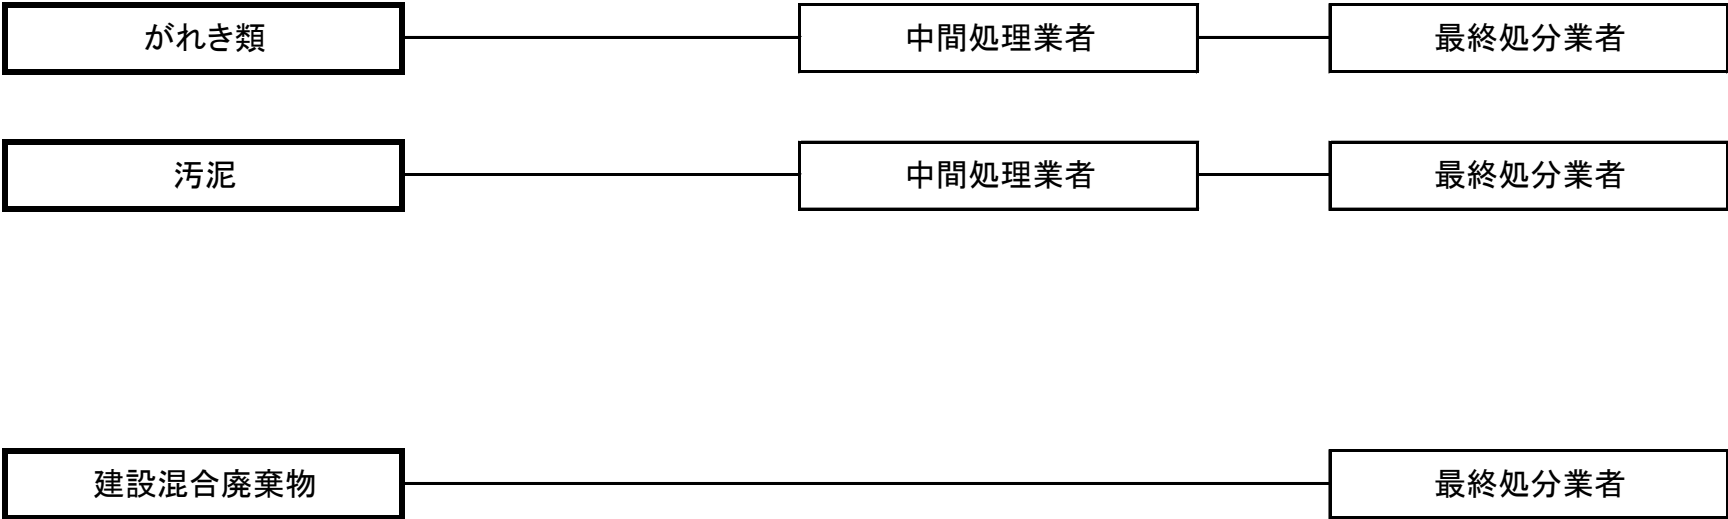 がれき類
中間処理業者
最終処分業者
汚泥
中間処理業者
最終処分業者
建設混合廃棄物
最終処分業者